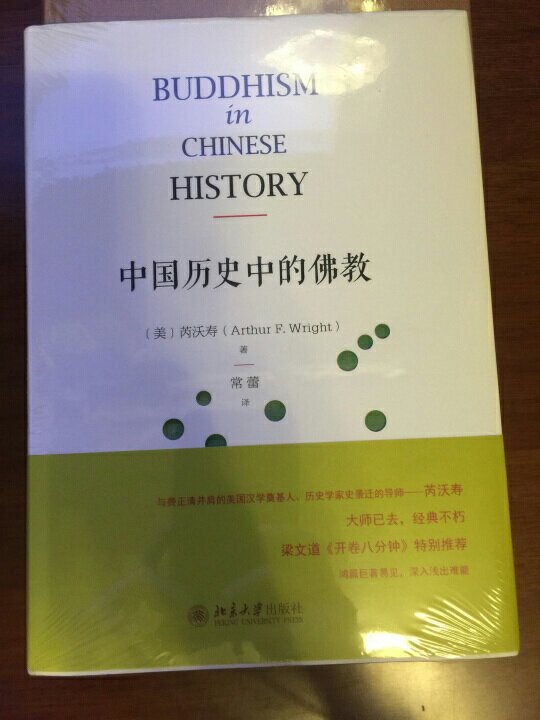 BUDDHISM
in
CHINESE
HISTORY
中国历史中的佛教
〔美〕芮沃寿（Arthur F. Wright）
著
常蕾
译
与费正清并肩的美国汉学奠基人、历史学家史景迁的导师——芮沃寿
大师已去，经典不朽
梁文道《开卷八分钟》特别推荐
鸿篇巨著易见，深入浅出难能
北京大学出版社
PEKING UNIVERSITY PRESS